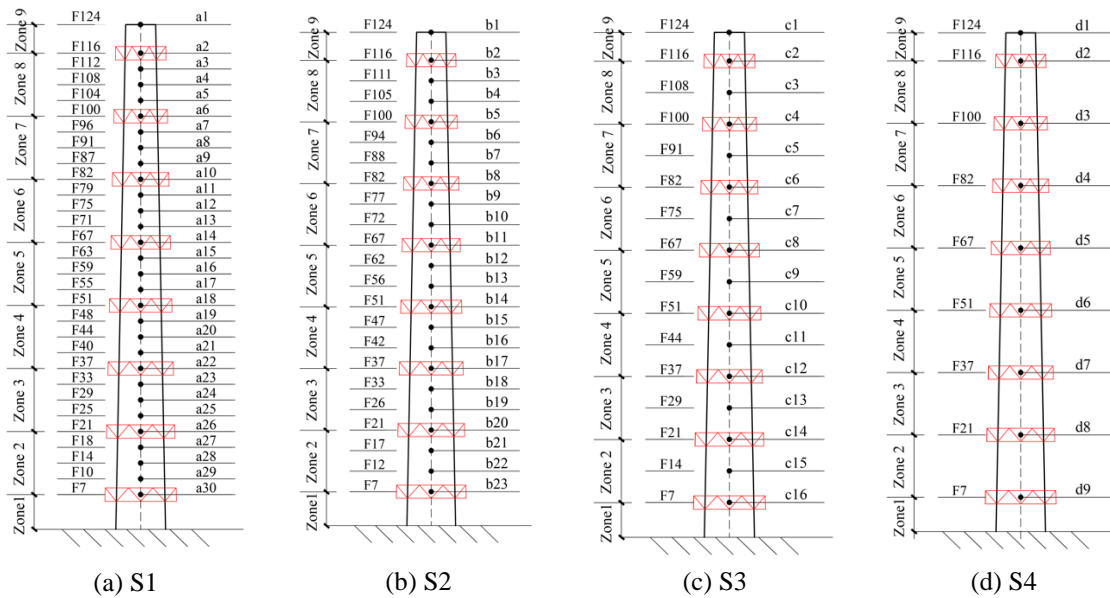 Zone 9
Zone 8
Zone 7
Zone 6
Zone 5
Zone 4
Zone 3
Zone 2
Zone1
F124 a1
F116 a2
F112 a3
F108 a4
F104 a5
F100 a6
F96 a7
F91 a8
F87 a9
F82 a10
F79 a11
F75 a12
F71 a13
F67 a14
F63 a15
F59 a16
F55 a17
F51 a18
F48 a19
F44 a20
F40 a21
F37 a22
F33 a23
F29 a24
F25 a25
F21 a26
F18 a27
F14 a28
F10 a29
F7 a30
(a) S1
Zone 9
Zone 8
Zone 7
Zone 6
Zone 5
Zone 4
Zone 3
Zone 2
Zone1
F124 b1
F116 b2
F111 b3
F105 b4
F100 b5
F94 b6
F88 b7
F82 b8
F77 b9
F72 b10
F67 b11
F62 b12
F56 b13
F51 b14
F47 b15
F42 b16
F37 b17
F33 b18
F26 b19
F21 b20
F17 b21
F12 b22
F7 b23
(b) S2
Zone 9
Zone 8
Zone 7
Zone 6
Zone 5
Zone 4
Zone 3
Zone 2
Zone1
F124 c1
F116 c2
F108 c3
F100 c4
F91 c5
F82 c6
F75 c7
F67 c8
F59 c9
F51 c10
F44 c11
F37 c12
F29 c13
F21 c14
F14 c15
F7 c16
(c) S3
Zone 9
Zone 8
Zone 7
Zone 6
Zone 5
Zone 4
Zone 3
Zone 2
Zone1
F124 d1
F116 d2
F100 d3
F82 d4
F67 d5
F51 d6
F37 d7
F21 d8
F7 d9
(d) S4